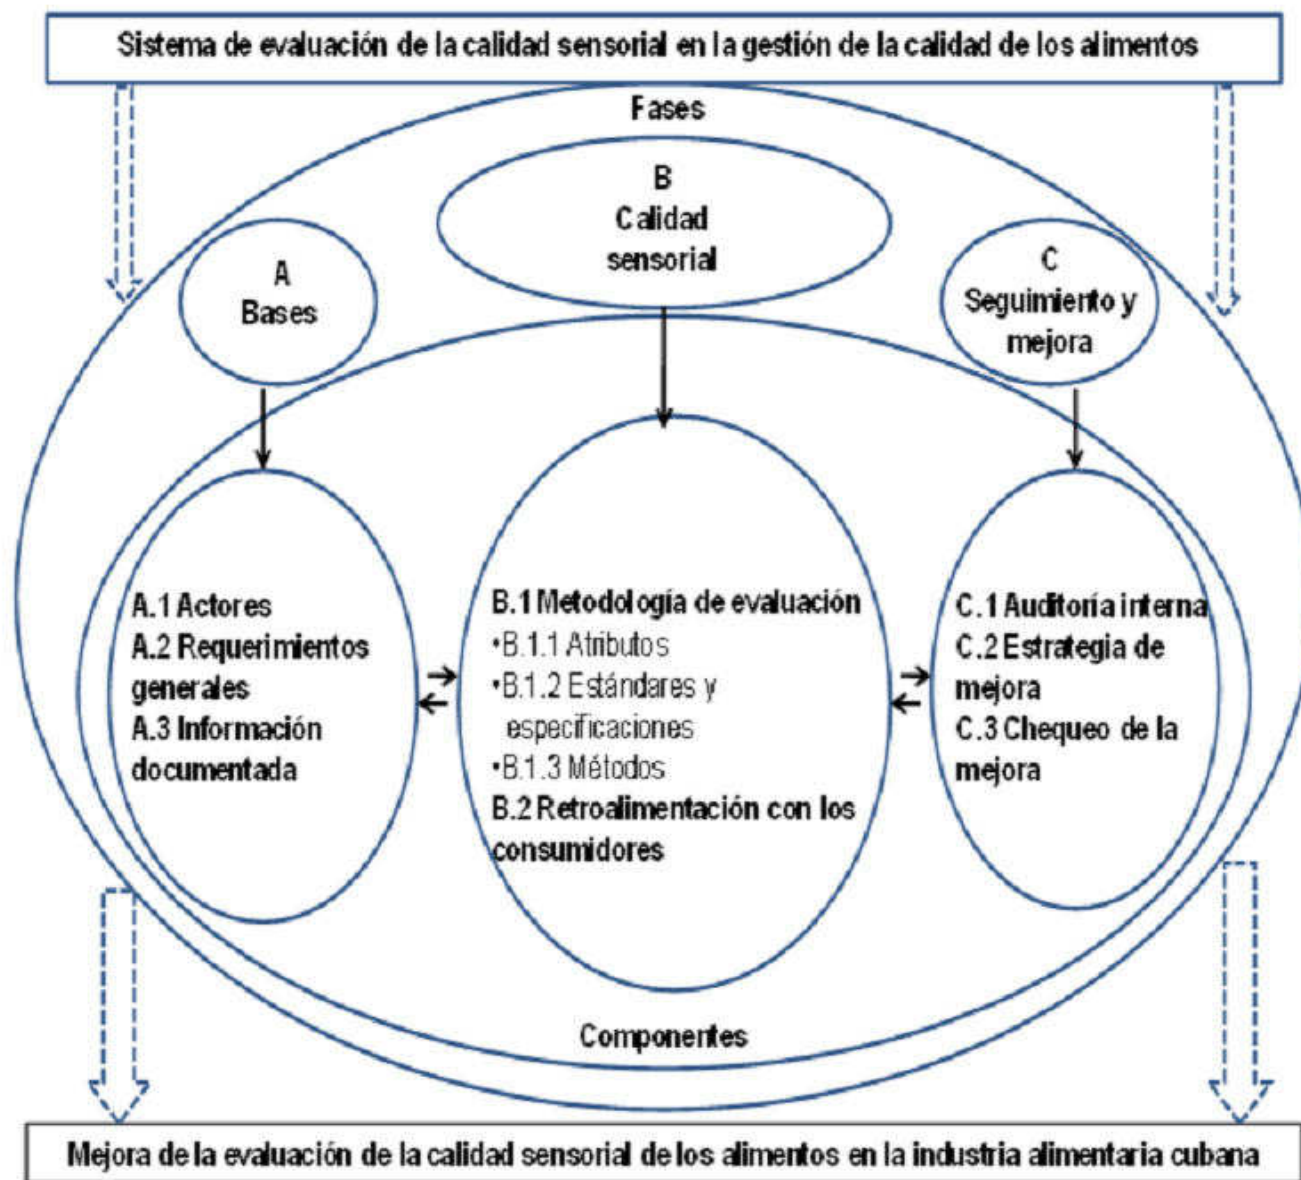 Sistema de evaluación de la calidad sensorial en la gestión de la calidad de los alimentos
Fases
A
Bases
B
Calidad
sensorial
C
Seguimiento y
mejora
A.1 Actores
A.2 Requerimientos
generales
A.3 Información
documentada
B.1 Metodología de evaluación
•B.1.1 Atributos
•B.1.2 Estándares y
especificaciones
•B.1.3 Métodos
B.2 Retroalimentación con los
consumidores
C.1 Auditoría interna
C.2 Estrategia de
mejora
C.3 Chequeo de la
mejora
Componentes
Mejora de la evaluación de la calidad sensorial de los alimentos en la industria alimentaria cubana